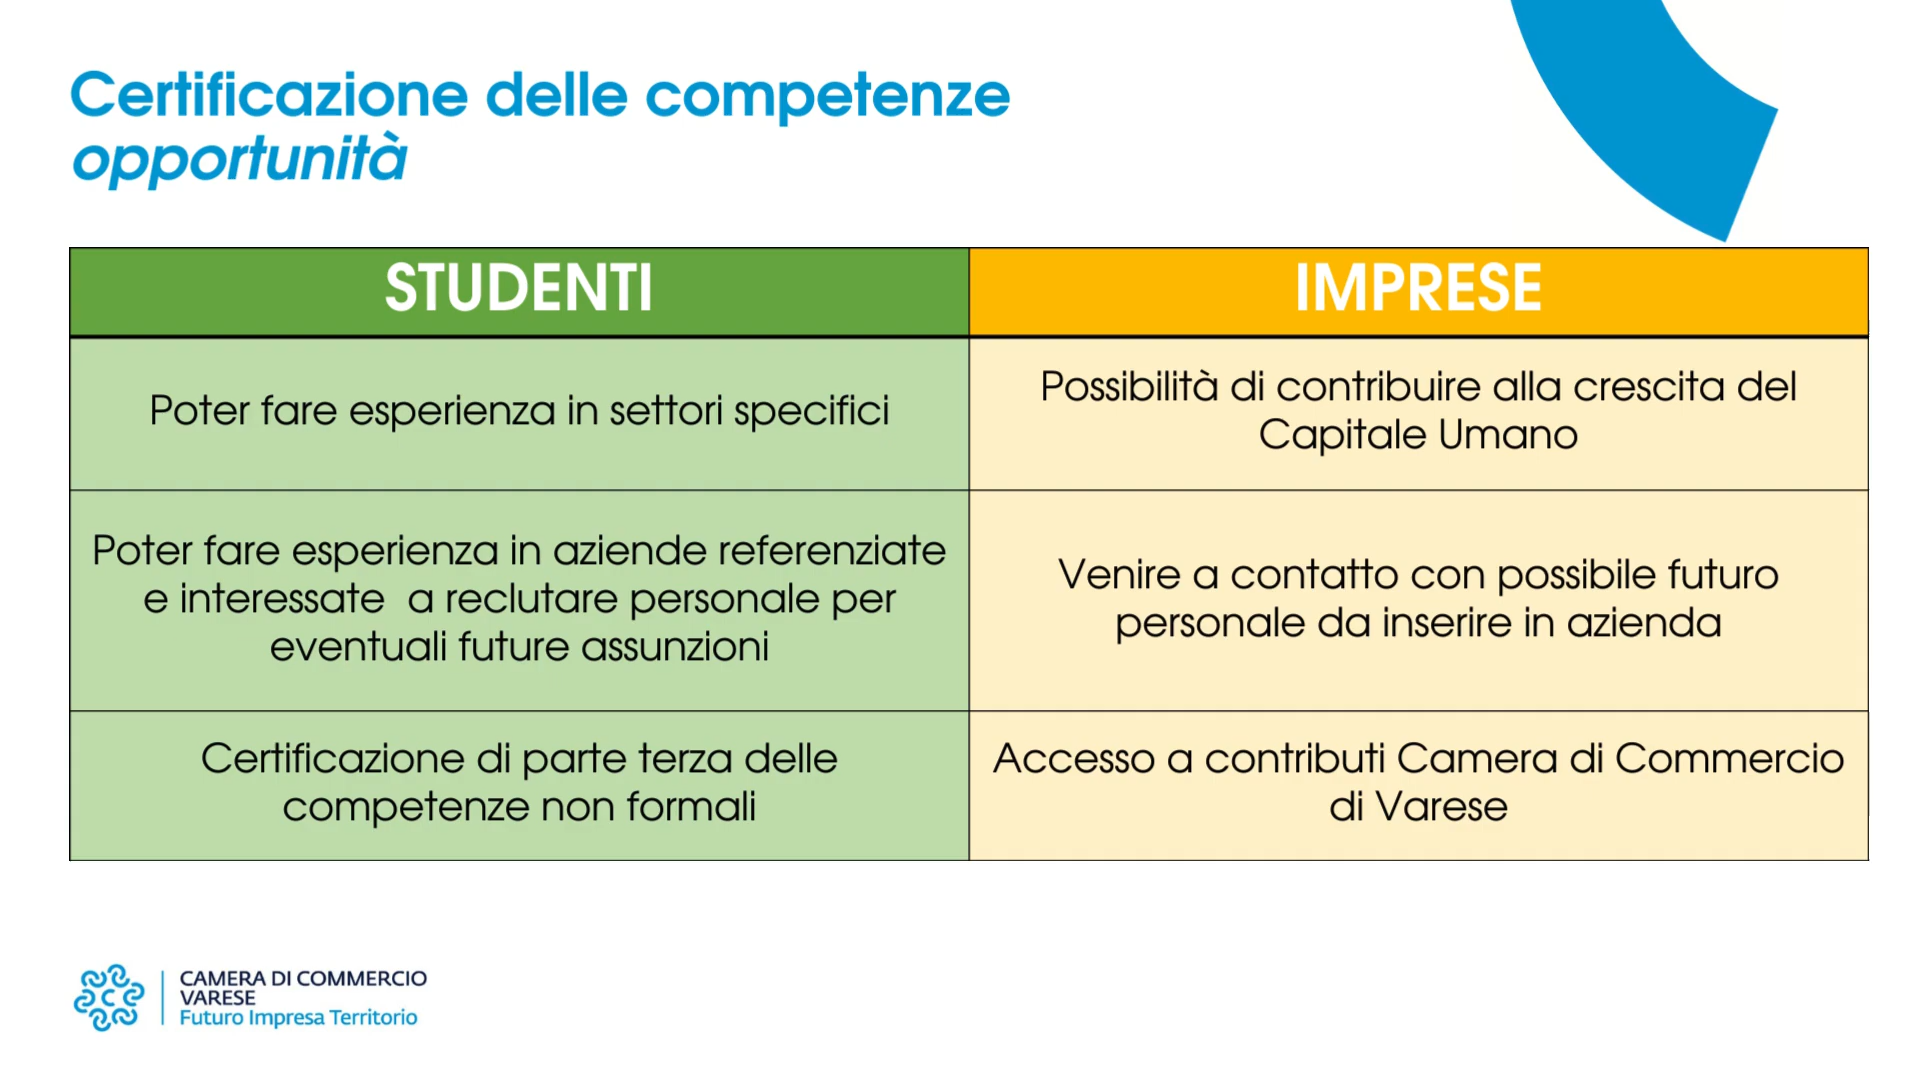 Certificazione delle competenze
opportunità
STUDENTI
IMPRESE
Poter fare esperienza in settori specifici
Possibilità di contribuire alla crescita del
Capitale Umano
Poter fare esperienza in aziende referenziate
e interessate  a reclutare personale per
eventuali future assunzioni
Venire a contatto con possibile futuro
personale da inserire in azienda
Certificazione di parte terza delle
competenze non formali
Accesso a contributi Camera di Commercio
di Varese
CAMERA DI COMMERCIO
VARESE
Futuro Impresa Territorio